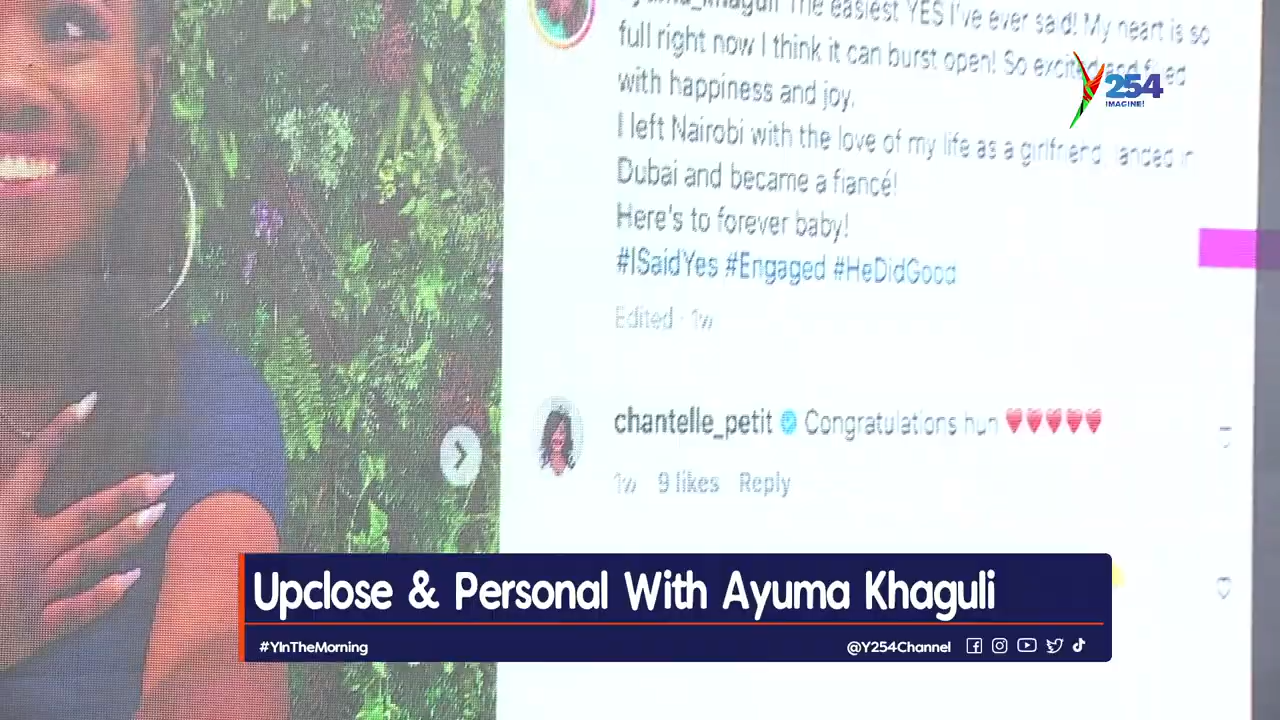 The easiest YES I've ever said! My heart is so
full right now I think it can burst open! So excited and filled
with happiness and joy.
I left Nairobi with the love of my life as a girlfriend, landed in
Dubai and became a fiancé!
Here's to forever baby!
#ISaidYes #Engaged #HeDidGood
Edited · 1w
chantelle_petit Congratulations hun ❤❤❤❤❤
1w 9 likes Reply
Y254
IMAGINE!
Upclose & Personal With Ayuma Khaguli
#YInTheMorning
@Y254Channel